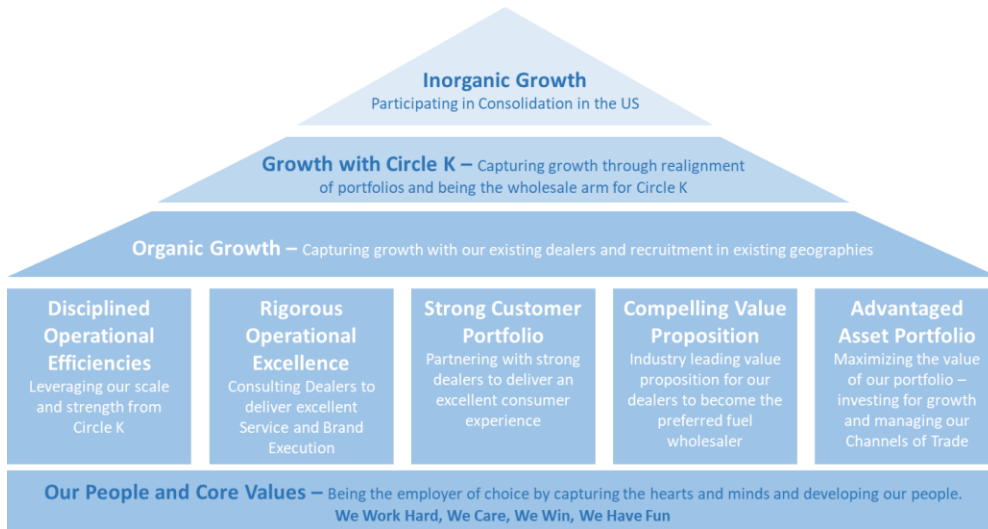 Inorganic Growth
Participating in Consolidation in the US
Growth with Circle K – Capturing growth through realignment
of portfolios and being the wholesale arm for Circle K
Organic Growth – Capturing growth with our existing dealers and recruitment in existing geographies
Disciplined
Operational
Efficiencies
Leveraging our scale
and strength from
Circle K
Rigorous
Operational
Excellence
Consulting Dealers to
deliver excellent
Service and Brand
Execution
Strong Customer
Portfolio
Partnering with strong
dealers to deliver an
excellent consumer
experience
Compelling Value
Proposition
Industry leading value
proposition for our
dealers to become the
preferred fuel
wholesaler
Advantaged
Asset Portfolio
Maximizing the value
of our portfolio –
investing for growth
and managing our
Channels of Trade
Our People and Core Values – Being the employer of choice by capturing the hearts and minds and developing our people.
We Work Hard, We Care, We Win, We Have Fun